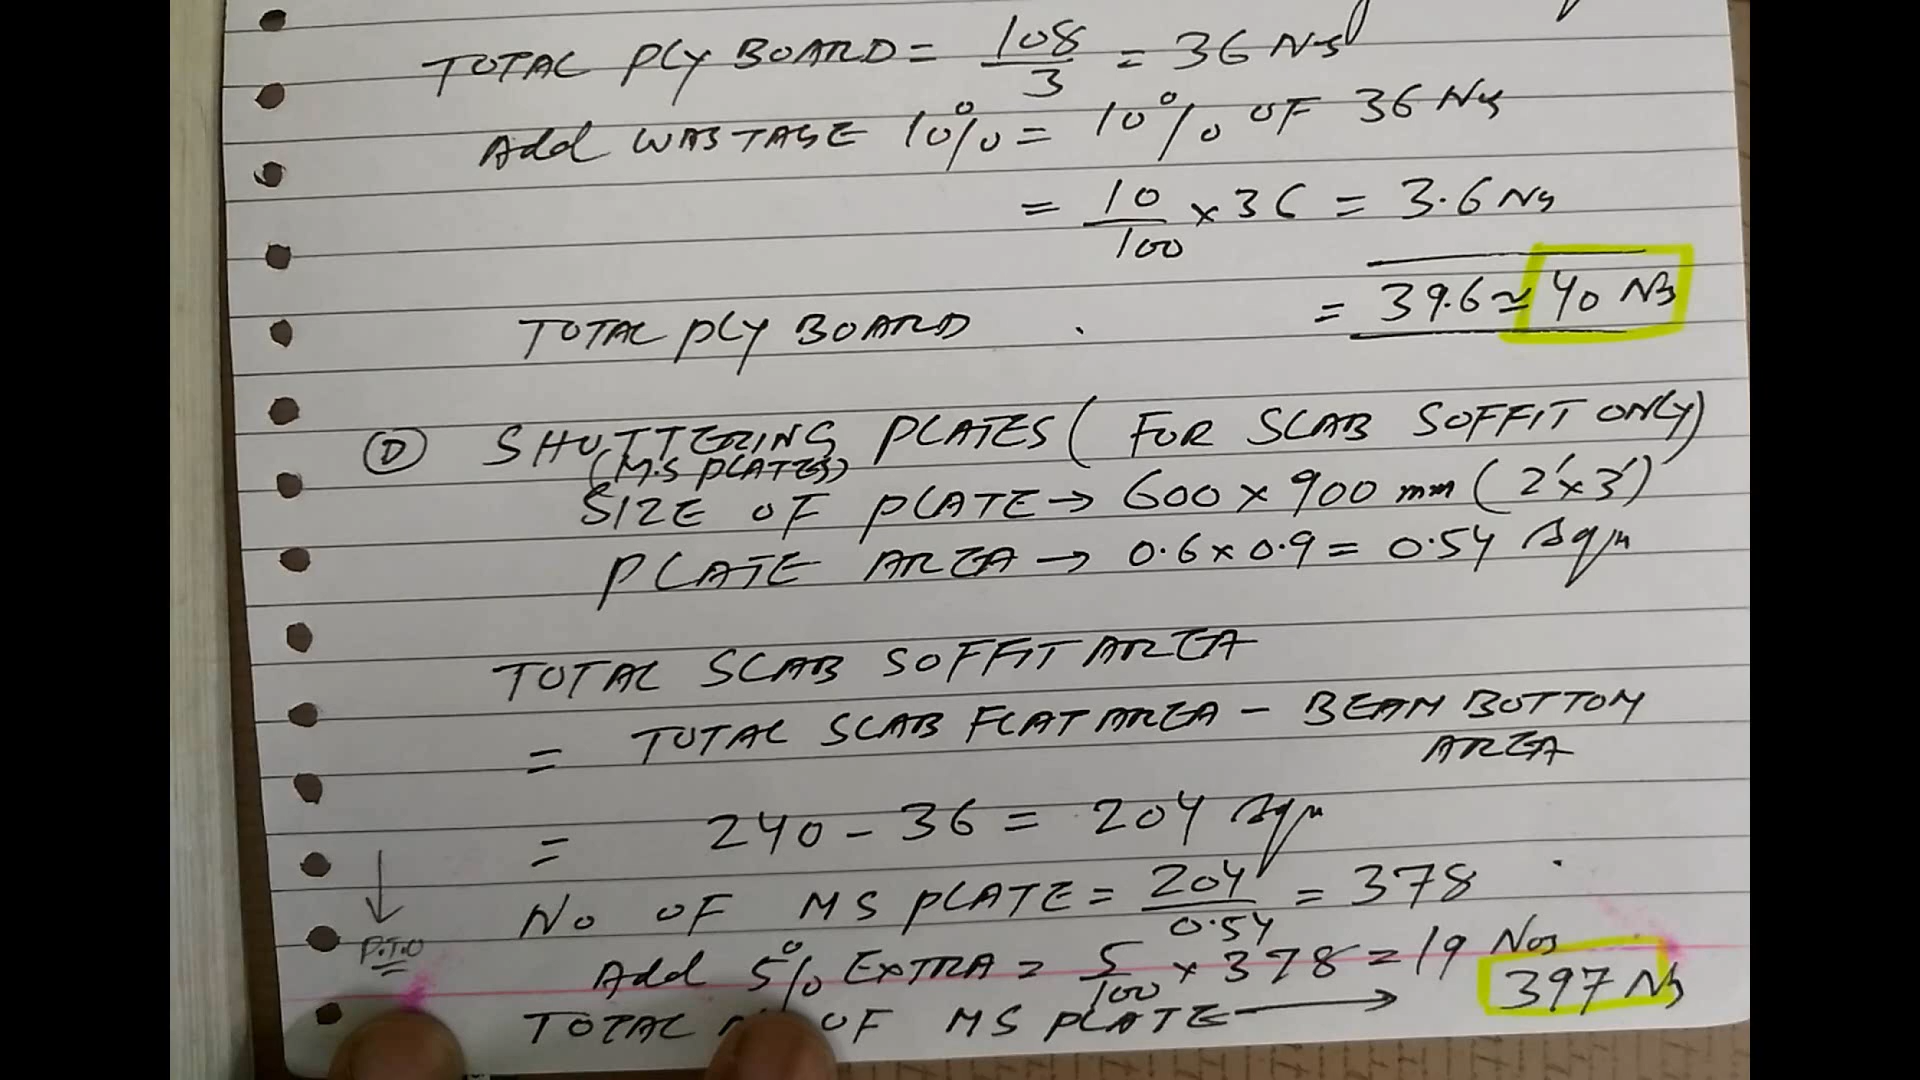 TOTAL PLY BOARD = 108/3 = 36 Nos
Add WASTAGE 10% = 10% OF 36 Nos
= 10/100 × 36 = 3.6 Nos
TOTAL PLY BOARD = 39.6 ≈ 40 Nos
(D) SHUTTERING PLATES (FOR SLAB SOFFIT ONLY)
(M.S PLATES)
SIZE OF PLATE → 600 × 900 mm (2'×3')
PLATE AREA → 0.6 × 0.9 = 0.54 Sqm
TOTAL SLAB SOFFIT AREA
= TOTAL SLAB FLAT AREA - BEAM BOTTOM
AREA
= 240 - 36 = 204 Sqm
No OF MS PLATE = 204/0.54 = 378
P.T.O
Add 5% EXTRA = 5/100 × 378 = 19 Nos
TOTAL OF MS PLATE → 397 Nos